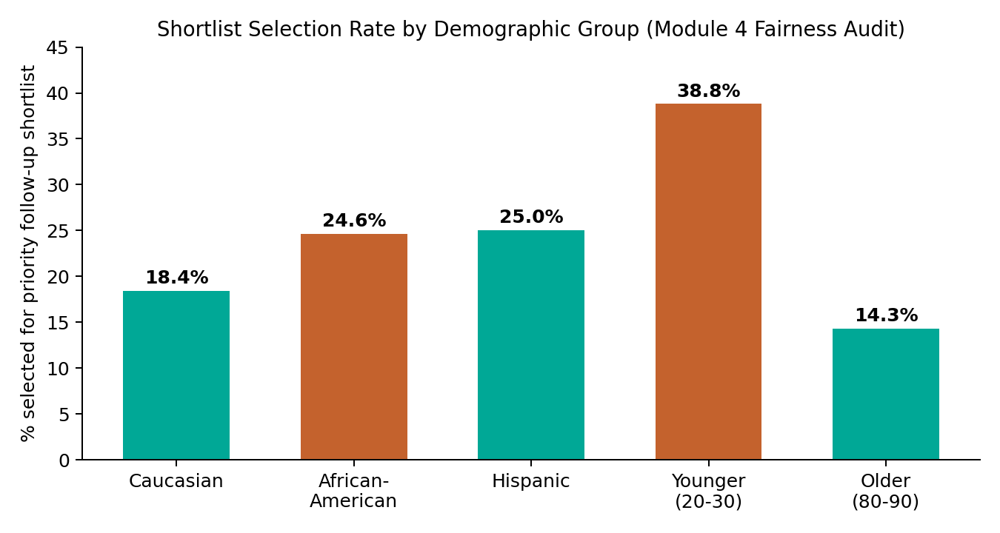 Shortlist Selection Rate by Demographic Group (Module 4 Fairness Audit)
% selected for priority follow-up shortlist
45
40
35
30
25
20
15
10
5
0
18.4%
24.6%
25.0%
38.8%
14.3%
Caucasian
African-
American
Hispanic
Younger
(20-30)
Older
(80-90)